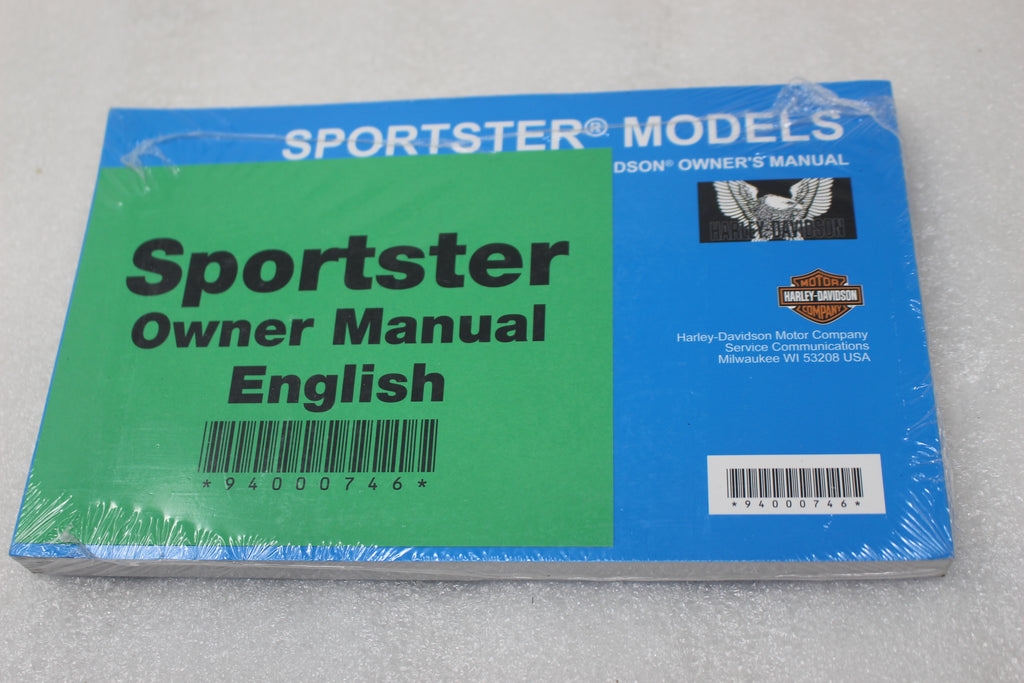 SPORTSTER® MODELS
DSON® OWNER'S MANUAL
HARLEY-DAVIDSON
MOTOR
HARLEY-DAVIDSON
COMPANY
Harley-Davidson Motor Company
Service Communications
Milwaukee WI 53208 USA
Sportster
Owner Manual
English
*94000746*
*94000746*